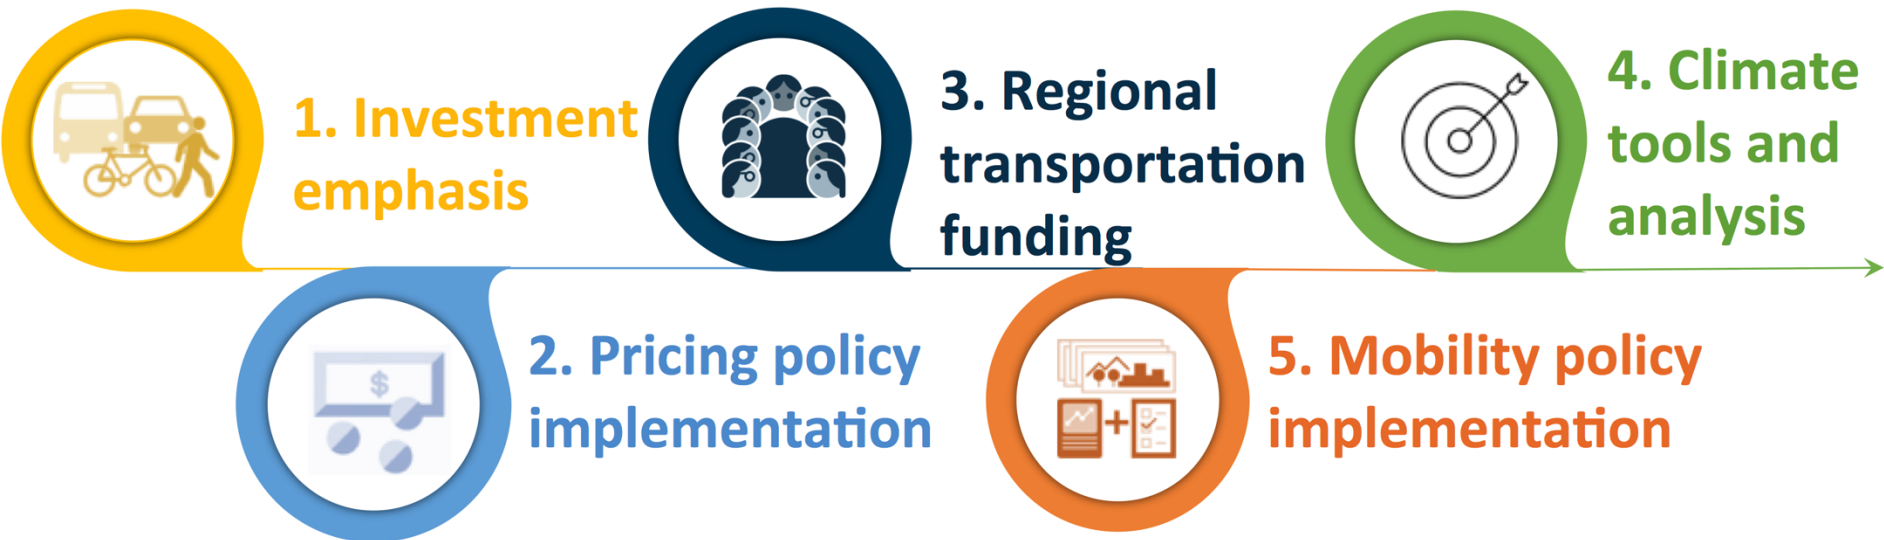 1. Investment
emphasis
2. Pricing policy
implementation
3. Regional
transportation
funding
4. Climate
tools and
analysis
5. Mobility policy
implementation
$